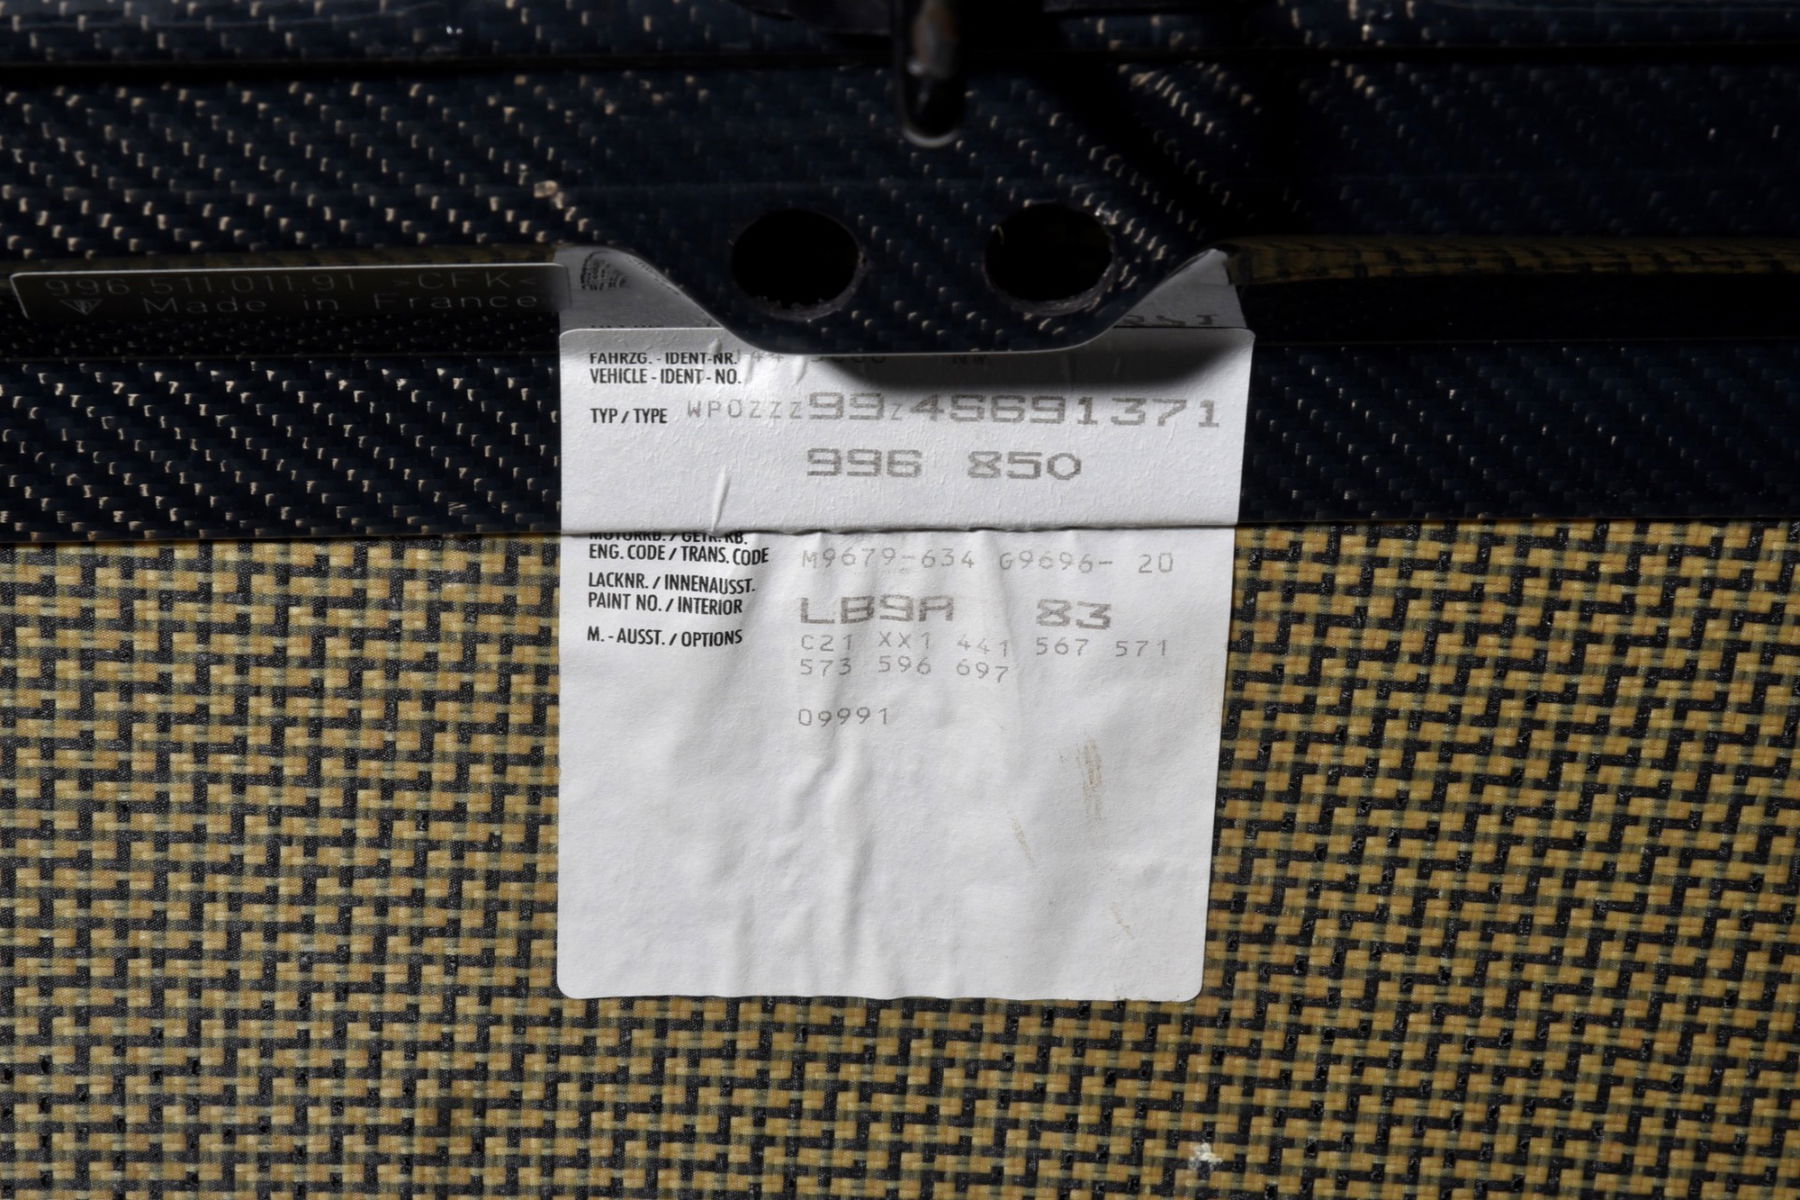 996.511.011.91 >CFK<
Made in France
FAHRZG. - IDENT-NR.
VEHICLE - IDENT - NO.
TYP / TYPE WP0ZZZ99Z4S691371
996 850
MOTORKB. / GETR. KB.
ENG. CODE / TRANS. CODE M9679-634 G9696- 20
LACKNR. / INNENAUSST.
PAINT NO. / INTERIOR LB9A 83
M. - AUSST. / OPTIONS C21 XX1 441 567 571
573 596 697
09991